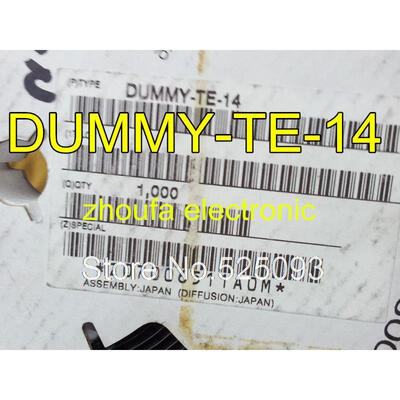 (P)TYPE
DUMMY-TE-14
DUMMY-TE-14
(Q)QTY
1,000
zhoufa electronic
(Z)SPECIAL
Store No.525093
ASSEMBLY:JAPAN (DIFFUSION:JAPAN)